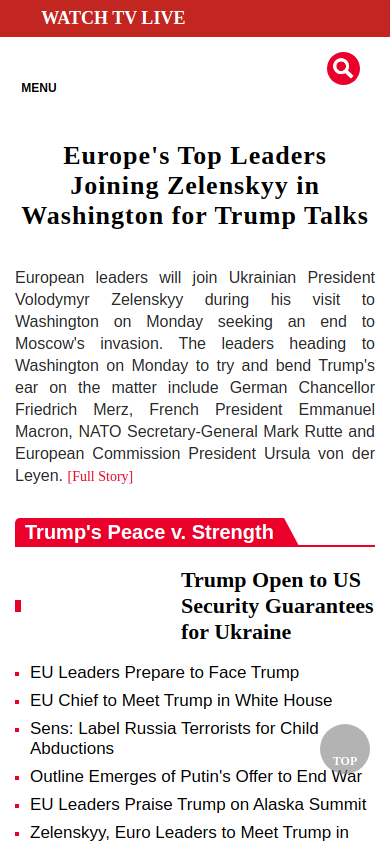 WATCH TV LIVE
MENU
Europe's Top Leaders
Joining Zelenskyy in
Washington for Trump Talks
European leaders will join Ukrainian President
Volodymyr Zelenskyy during his visit to
Washington on Monday seeking an end to
Moscow's invasion. The leaders heading to
Washington on Monday to try and bend Trump's
ear on the matter include German Chancellor
Friedrich Merz, French President Emmanuel
Macron, NATO Secretary-General Mark Rutte and
European Commission President Ursula von der
Leyen. [Full Story]
Trump's Peace v. Strength
Trump Open to US
Security Guarantees
for Ukraine
EU Leaders Prepare to Face Trump
EU Chief to Meet Trump in White House
Sens: Label Russia Terrorists for Child
Abductions
TOP
Outline Emerges of Putin's Offer to End War
EU Leaders Praise Trump on Alaska Summit
Zelenskyy, Euro Leaders to Meet Trump in